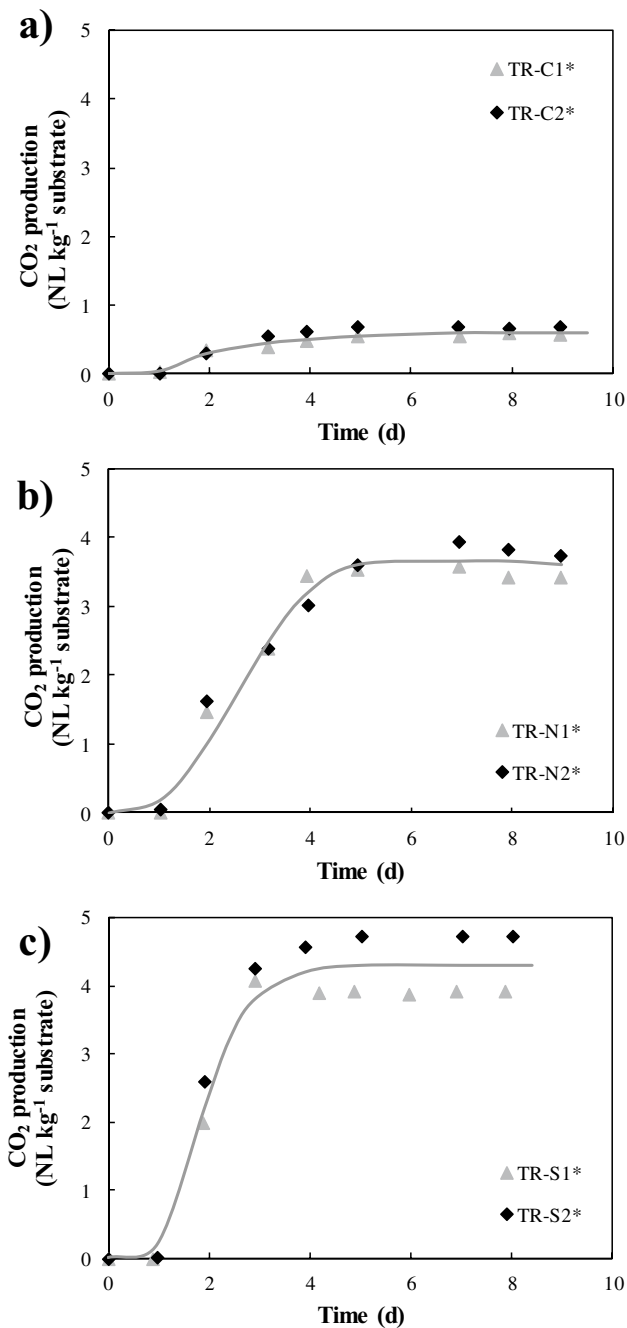 a)
5
4
3
2
1
0
CO₂ production
(NL kg⁻¹ substrate)
TR-C1*
TR-C2*
0 2 4 6 8 10
Time (d)
b)
5
4
3
2
1
0
CO₂ production
(NL kg⁻¹ substrate)
TR-N1*
TR-N2*
0 2 4 6 8 10
Time (d)
c)
5
4
3
2
1
0
CO₂ production
(NL kg⁻¹ substrate)
TR-S1*
TR-S2*
0 2 4 6 8 10
Time (d)